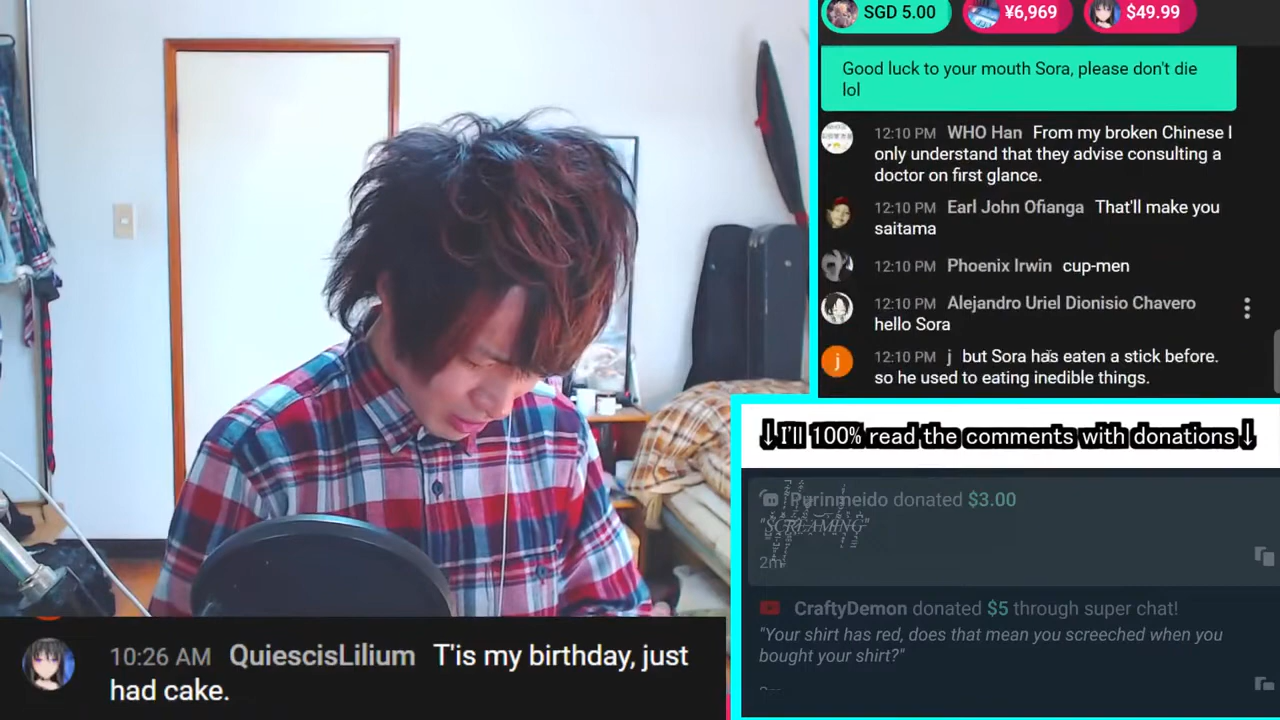 SGD 5.00 ¥6,969 $49.99
Good luck to your mouth Sora, please don't die
lol
12:10 PM WHO Han From my broken Chinese I
only understand that they advise consulting a
doctor on first glance.
12:10 PM Earl John Ofianga That'll make you
saitama
12:10 PM Phoenix Irwin cup-men
12:10 PM Alejandro Uriel Dionisio Chavero
hello Sora
j 12:10 PM j but Sora has eaten a stick before.
so he used to eating inedible things.
↓I'll 100% read the comments with donations↓
Purinmeido donated $3.00
"SCREAMING"
2m
CraftyDemon donated $5 through super chat!
"Your shirt has red, does that mean you screeched when you
bought your shirt?"
10:26 AM QuiescisLilium T'is my birthday, just
had cake.